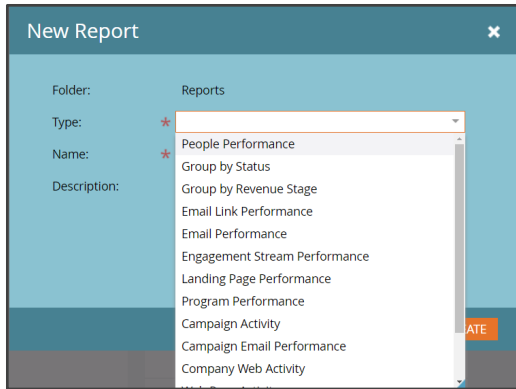 New Report
Folder: Reports
Type: *
Name: *
Description:
People Performance
Group by Status
Group by Revenue Stage
Email Link Performance
Email Performance
Engagement Stream Performance
Landing Page Performance
Program Performance
Campaign Activity
Campaign Email Performance
Company Web Activity